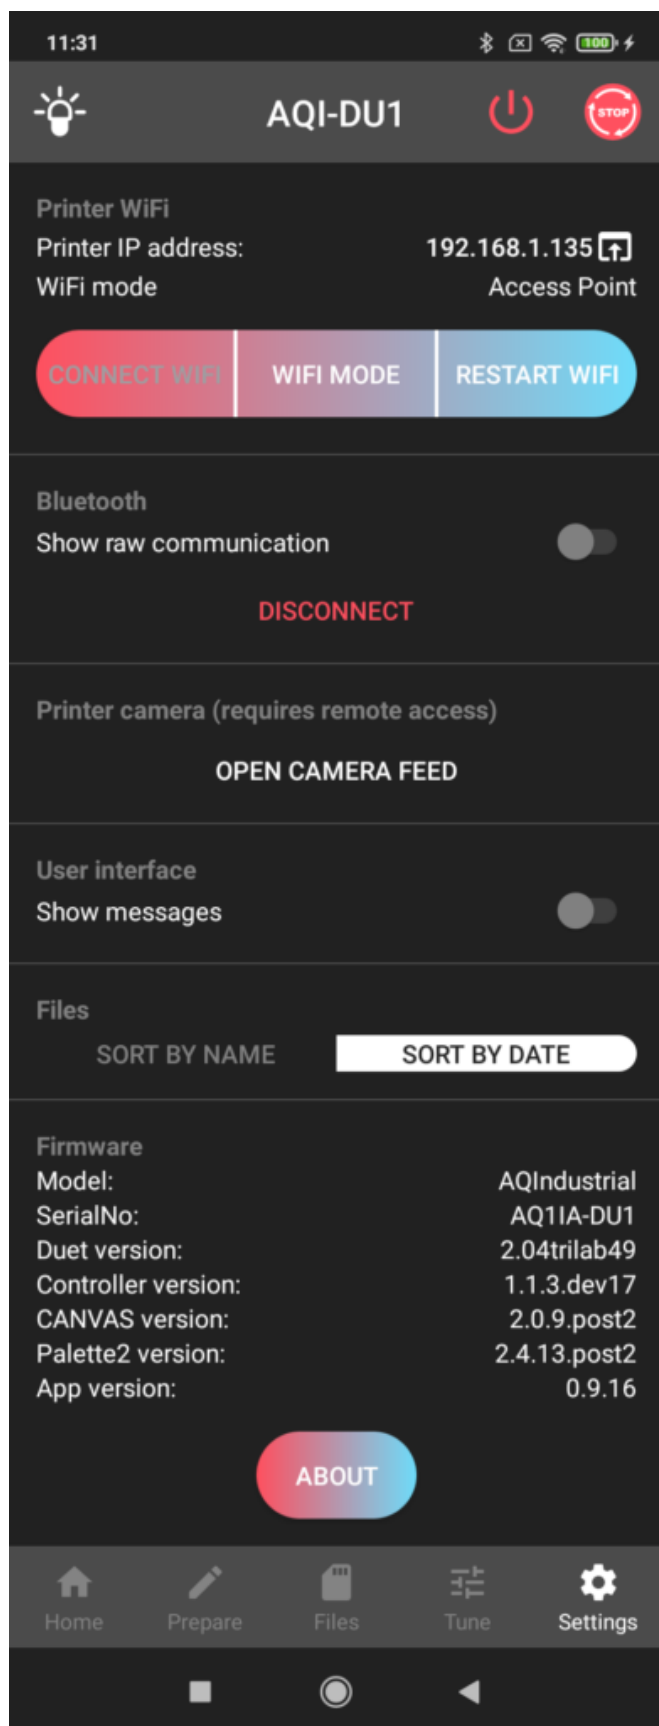 11:31
100
AQI-DU1
STOP
Printer WiFi
Printer IP address: 192.168.1.135
WiFi mode Access Point
CONNECT WIFI WIFI MODE RESTART WIFI
Bluetooth
Show raw communication
DISCONNECT
Printer camera (requires remote access)
OPEN CAMERA FEED
User interface
Show messages
Files
SORT BY NAME SORT BY DATE
Firmware
Model: AQIndustrial
SerialNo: AQ1IA-DU1
Duet version: 2.04trilab49
Controller version: 1.1.3.dev17
CANVAS version: 2.0.9.post2
Palette2 version: 2.4.13.post2
App version: 0.9.16
ABOUT
Home Prepare Files Tune Settings